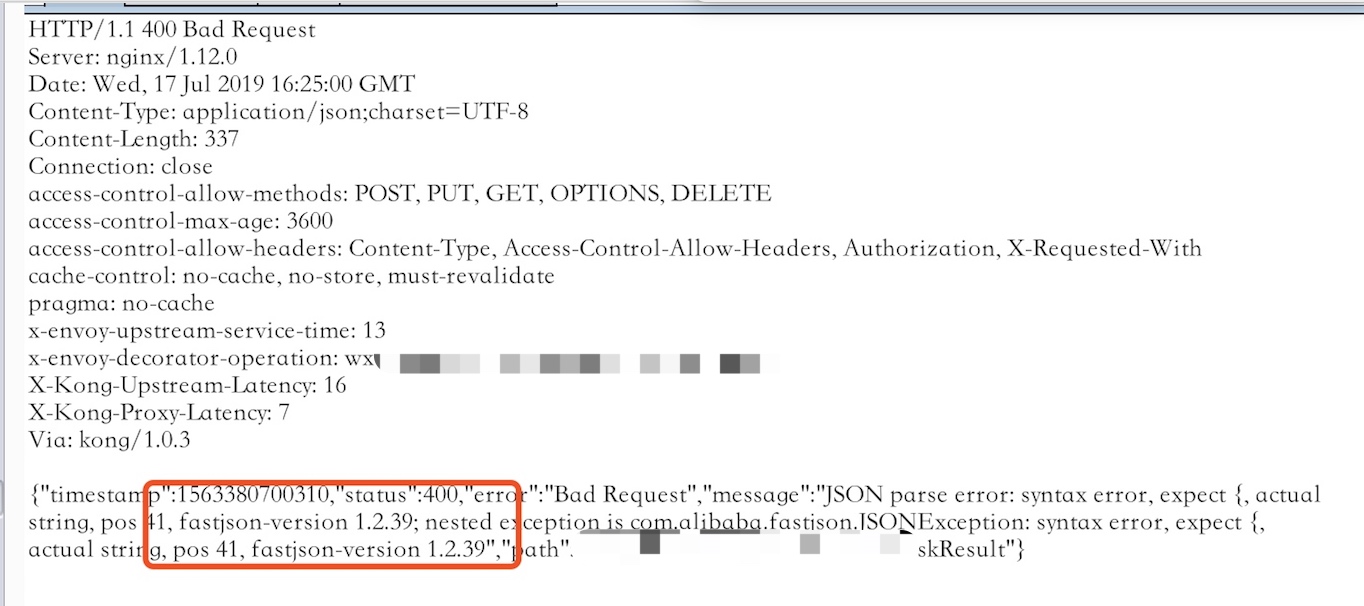 HTTP/1.1 400 Bad Request
Server: nginx/1.12.0
Date: Wed, 17 Jul 2019 16:25:00 GMT
Content-Type: application/json;charset=UTF-8
Content-Length: 337
Connection: close
access-control-allow-methods: POST, PUT, GET, OPTIONS, DELETE
access-control-max-age: 3600
access-control-allow-headers: Content-Type, Access-Control-Allow-Headers, Authorization, X-Requested-With
cache-control: no-cache, no-store, must-revalidate
pragma: no-cache
x-envoy-upstream-service-time: 13
x-envoy-decorator-operation: wx
X-Kong-Upstream-Latency: 16
X-Kong-Proxy-Latency: 7
Via: kong/1.0.3
{"timestamp":1563380700310,"status":400,"error":"Bad Request","message":"JSON parse error: syntax error, expect {, actual
string, pos 41, fastjson-version 1.2.39; nested exception is com.alibaba.fastjson.JSONException: syntax error, expect {,
actual string, pos 41, fastjson-version 1.2.39","path". skResult"}